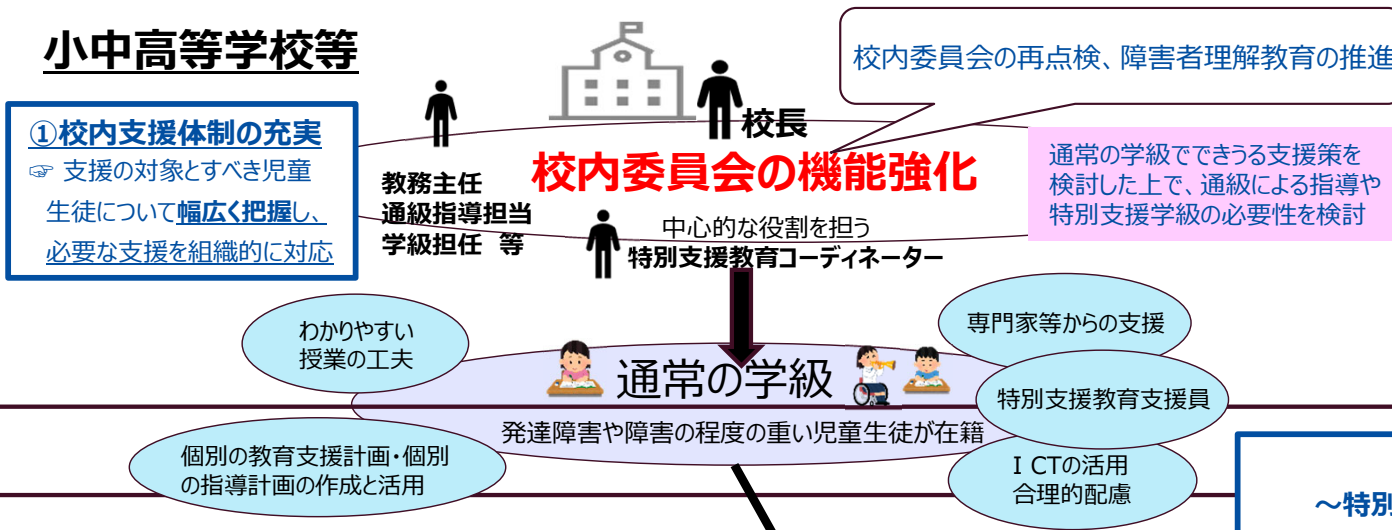 小中高等学校等
校内委員会の再点検、障害者理解教育の推進
①校内支援体制の充実
☞ 支援の対象とすべき児童
生徒について幅広く把握し、
必要な支援を組織的に対応
校長
校内委員会の機能強化
教務主任
通級指導担当
学級担任 等
中心的な役割を担う
特別支援教育コーディネーター
通常の学級でできうる支援策を
検討した上で、通級による指導や
特別支援学級の必要性を検討
わかりやすい
授業の工夫
専門家等からの支援
通常の学級
特別支援教育支援員
発達障害や障害の程度の重い児童生徒が在籍
個別の教育支援計画・個別
の指導計画の作成と活用
ＩCTの活用
合理的配慮
～特別